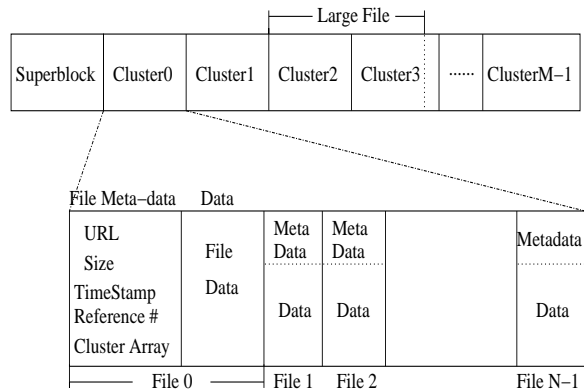 Large File
Superblock Cluster0 Cluster1 Cluster2 Cluster3 ...... ClusterM−1
File Meta−data Data
URL
Size
TimeStamp
Reference #
Cluster Array
File
Data
Meta
Data
Data
Meta
Data
Data
Metadata
Data
File 0 File 1 File 2 File N−1